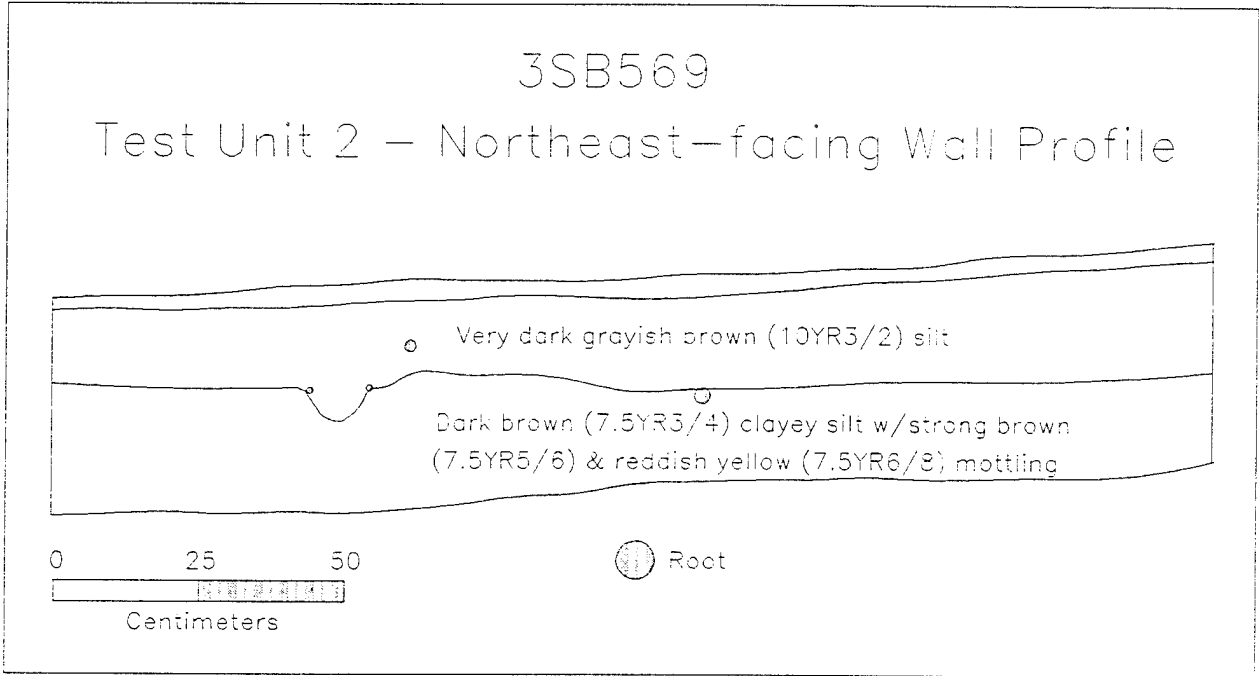 3SB569
Test Unit 2 – Northeast–facing Wall Profile
Very dark grayish brown (10YR3/2) silt
Dark brown (7.5YR3/4) clayey silt w/strong brown
(7.5YR5/6) & reddish yellow (7.5YR6/8) mottling
0 25 50
Centimeters
Root